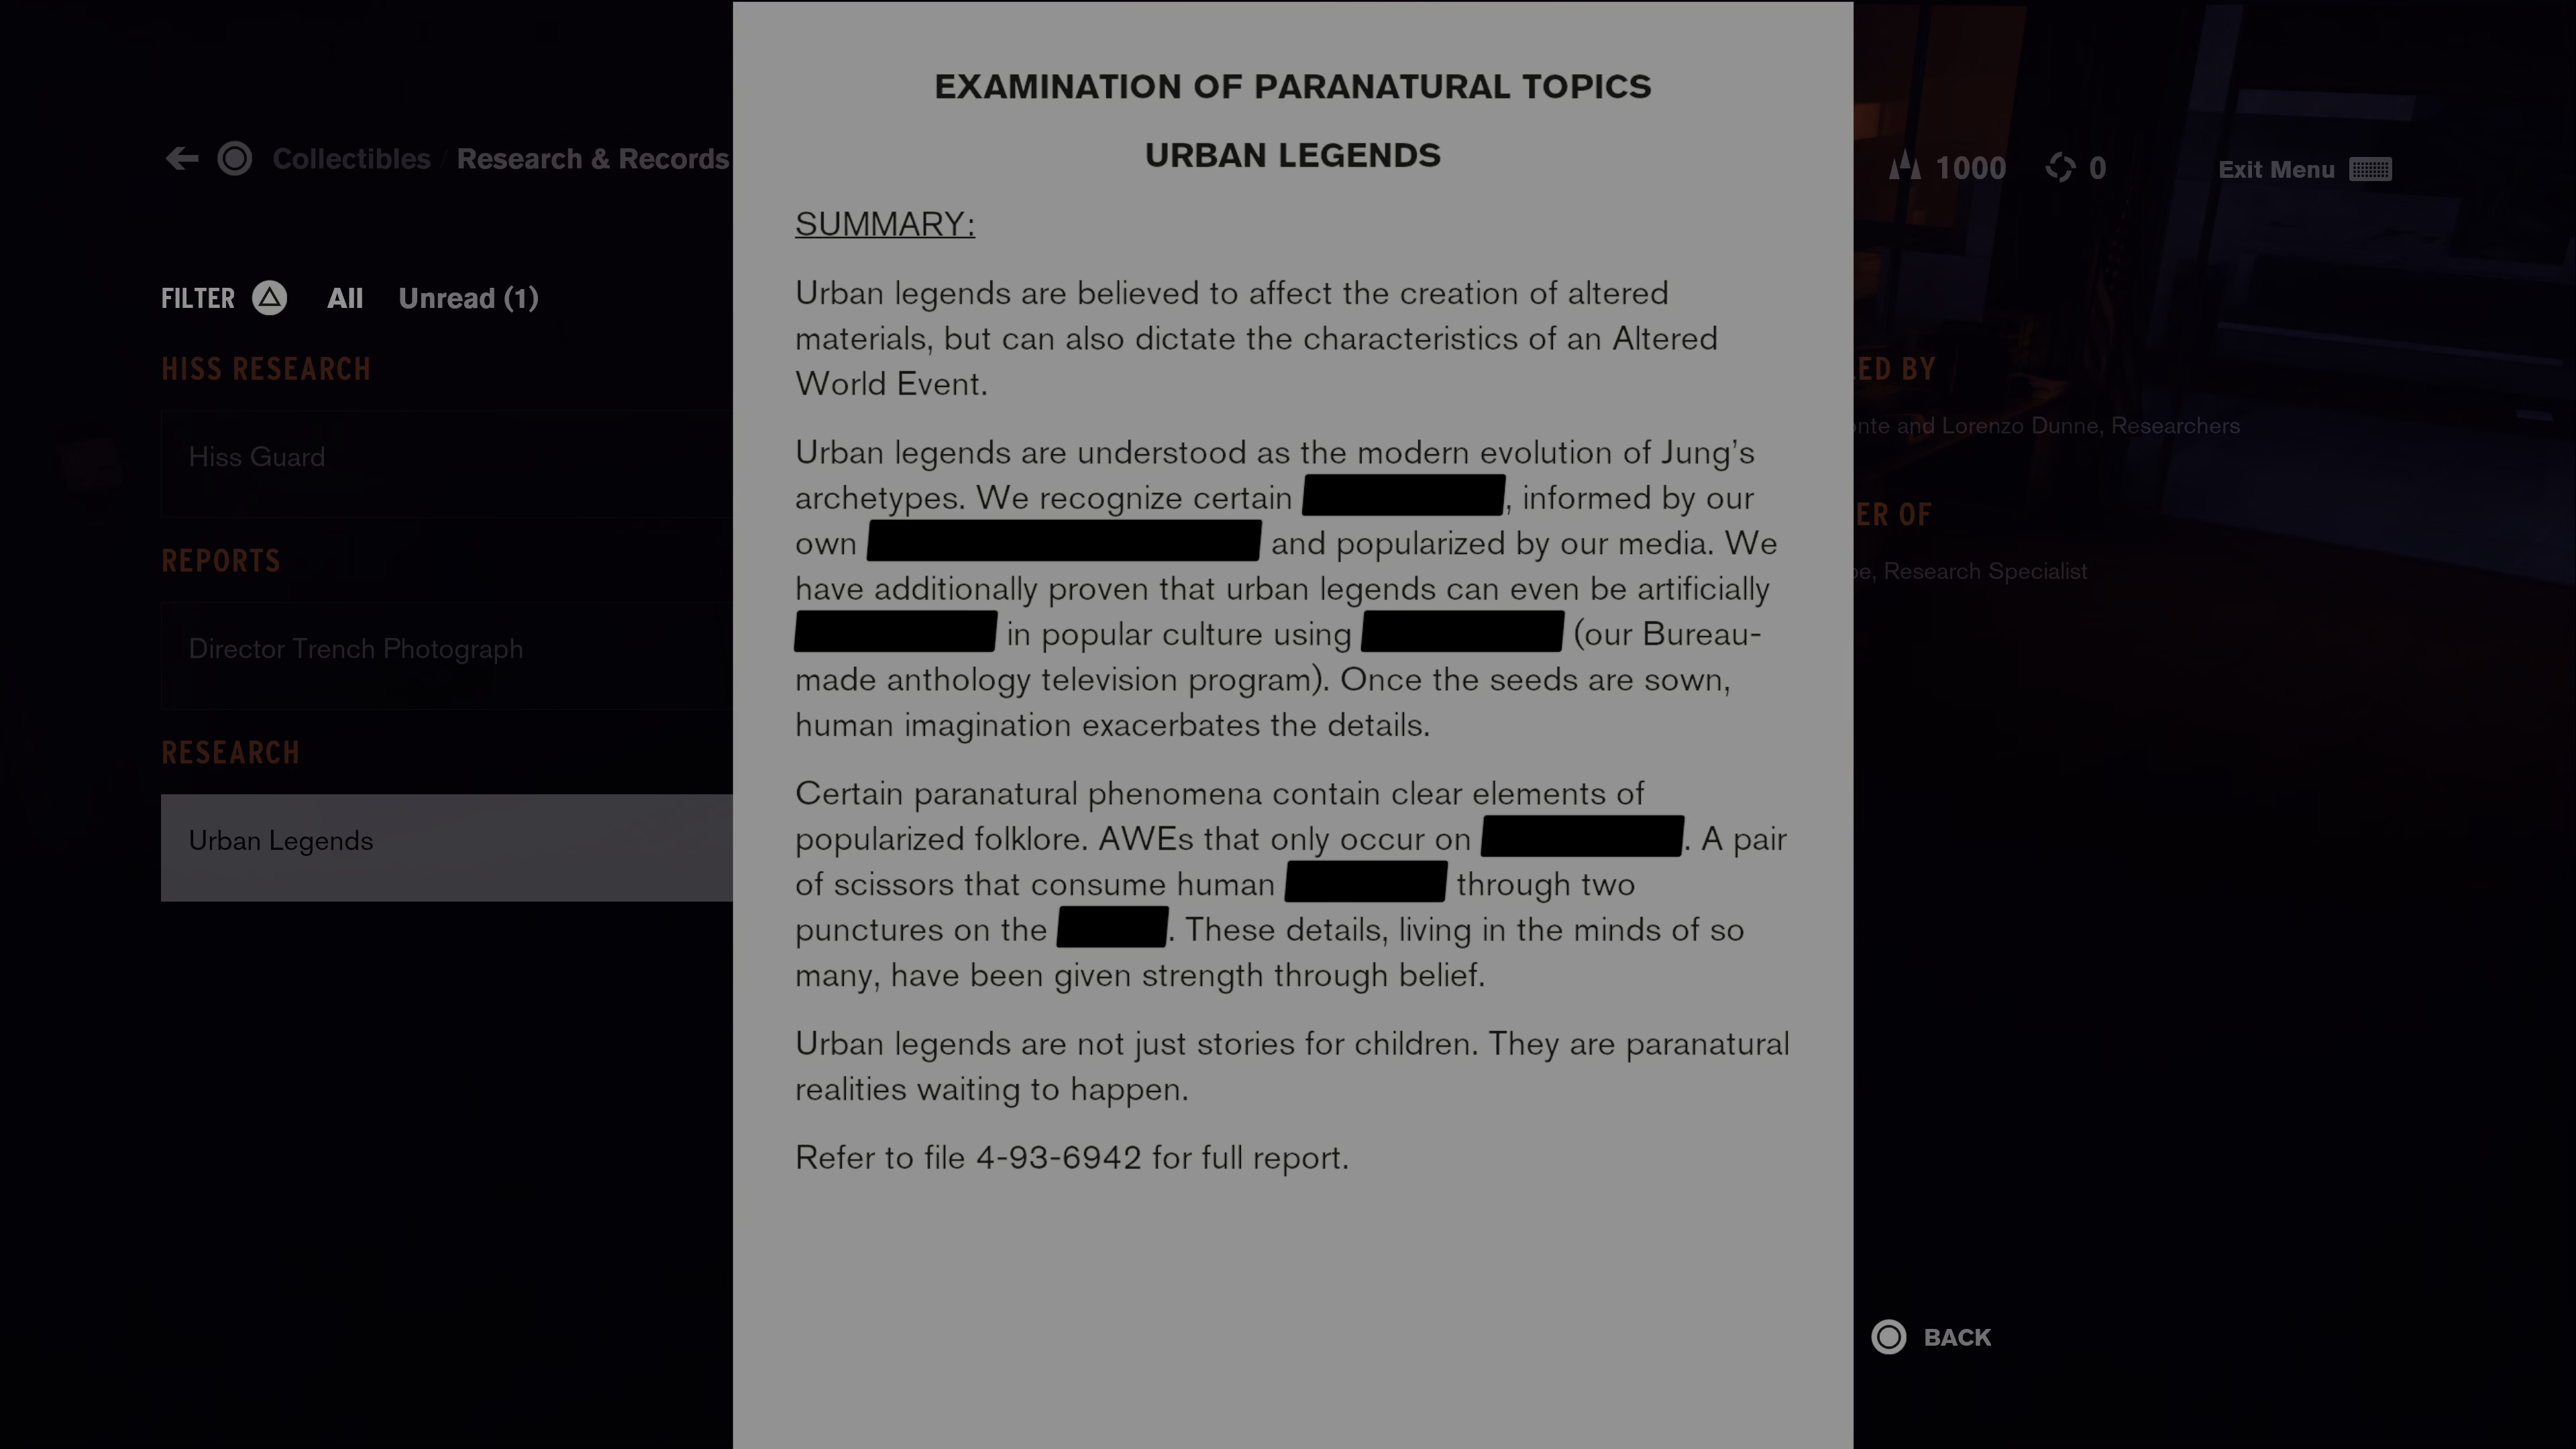 Collectibles / Research & Records
1000
0
Exit Menu
FILTER All Unread (1)
HISS RESEARCH
Hiss Guard
REPORTS
Director Trench Photograph
RESEARCH
Urban Legends
EXAMINATION OF PARANATURAL TOPICS
URBAN LEGENDS
SUMMARY:
Urban legends are believed to affect the creation of altered
materials, but can also dictate the characteristics of an Altered
World Event.
Urban legends are understood as the modern evolution of Jung's
archetypes. We recognize certain , informed by our
own and popularized by our media. We
have additionally proven that urban legends can even be artificially
in popular culture using (our Bureau-
made anthology television program). Once the seeds are sown,
human imagination exacerbates the details.
Certain paranatural phenomena contain clear elements of
popularized folklore. AWEs that only occur on . A pair
of scissors that consume human through two
punctures on the . These details, living in the minds of so
many, have been given strength through belief.
Urban legends are not just stories for children. They are paranatural
realities waiting to happen.
Refer to file 4-93-6942 for full report.
BY
and Lorenzo Dunne, Researchers
OF
Research Specialist
BACK